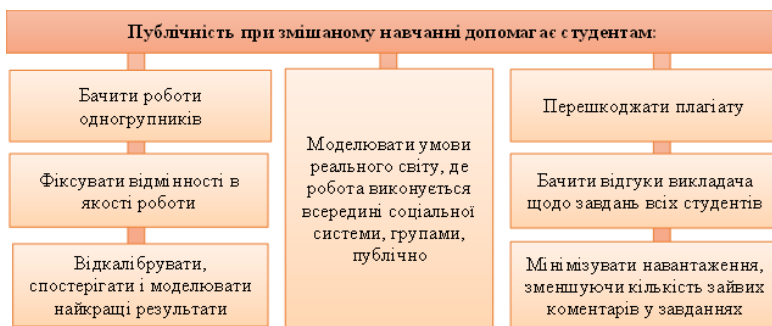 Публічність при змішаному навчанні допомагає студентам:
Бачити роботи
одногрупників
Фіксувати відмінності в
якості роботи
Відкалібрувати,
спостерігати і моделювати
найкращі результати
Моделювати умови
реального світу, де
робота виконується
всередині соціальної
системи, групами,
публічно
Перешкоджати плагіату
Бачити відгуки викладача
щодо завдань всіх студентів
Мінімізувати навантаження,
зменшуючи кількість зайвих
коментарів у завданнях